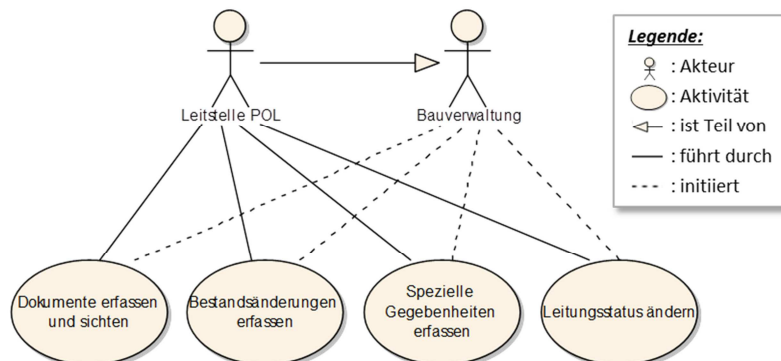 Legende:
: Akteur
: Aktivität
: ist Teil von
: führt durch
: initiiert
Leitstelle POL
Bauverwaltung
Dokumente erfassen
und sichten
Bestandsänderungen
erfassen
Spezielle
Gegebenheiten
erfassen
Leitungsstatus ändern